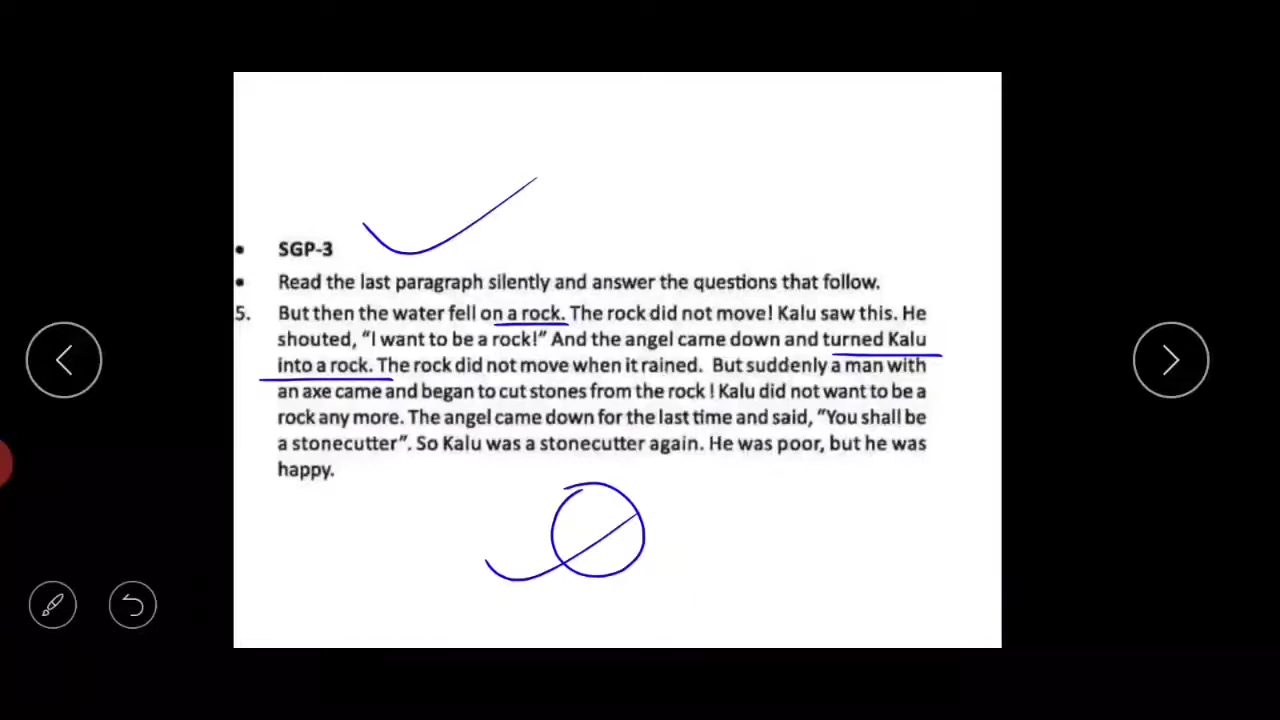 • SGP-3
• Read the last paragraph silently and answer the questions that follow.
5. But then the water fell on a rock. The rock did not move! Kalu saw this. He
shouted, “I want to be a rock!” And the angel came down and turned Kalu
into a rock. The rock did not move when it rained. But suddenly a man with
an axe came and began to cut stones from the rock ! Kalu did not want to be a
rock any more. The angel came down for the last time and said, “You shall be
a stonecutter”. So Kalu was a stonecutter again. He was poor, but he was
happy.